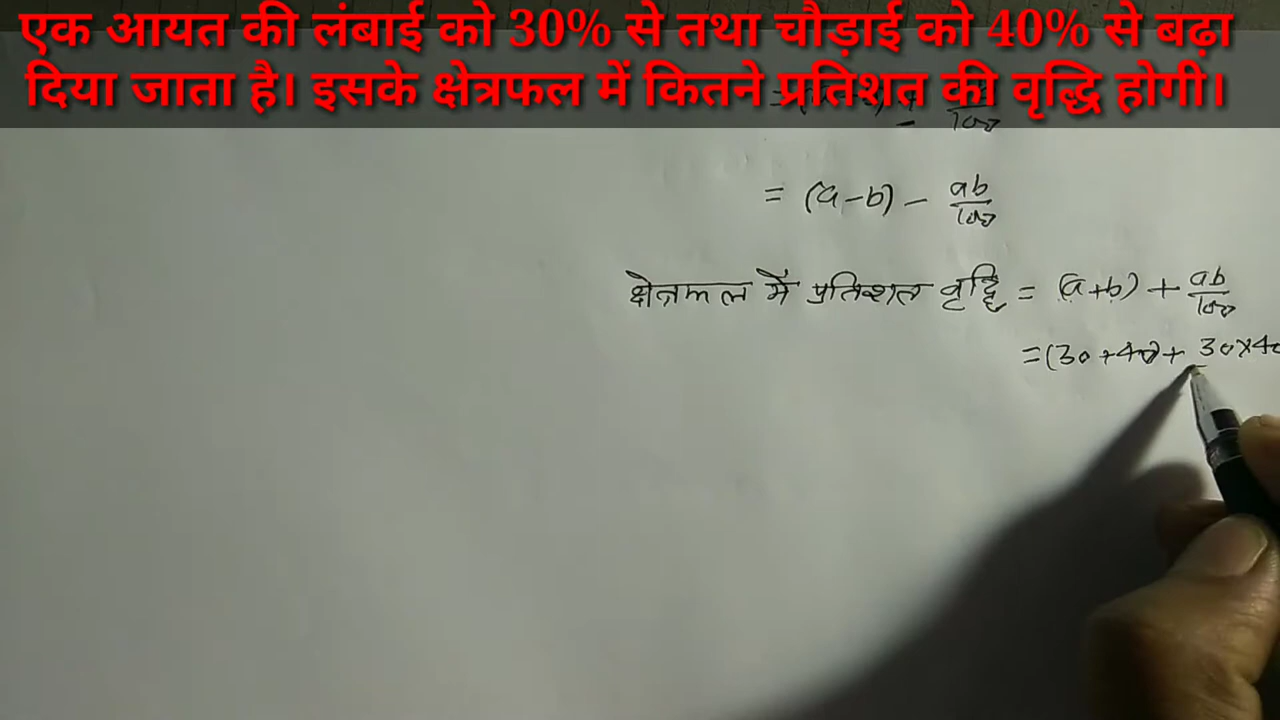 एक आयत की लंबाई को 30% से तथा चौड़ाई को 40% से बढ़ा
दिया जाता है। इसके क्षेत्रफल में कितने प्रतिशत की वृद्धि होगी।
= (a-b) - ab/100
क्षेत्रफल में प्रतिशत वृद्धि = (a+b) + ab/100
=(30+40)+ 30×40